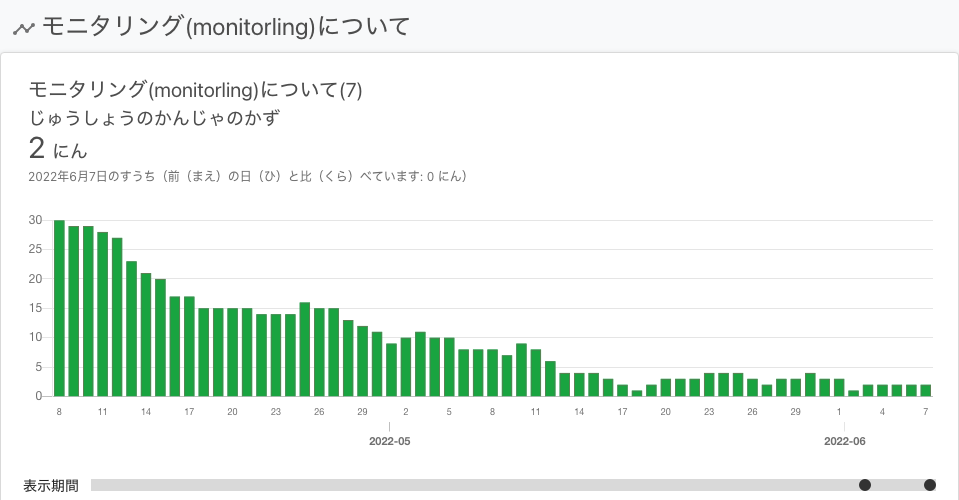 モニタリング(monitorling)について
モニタリング(monitorling)について(7)
じゅうしょうのかんじゃのかず
2 にん
2022年6月7日のすうち（前（まえ）の日（ひ）と比（くら）べています: 0 にん）
30
25
20
15
10
5
0
8 11 14 17 20 23 26 29 2 5 8 11 14 17 20 23 26 29 1 4 7
2022-05 2022-06
表示期間